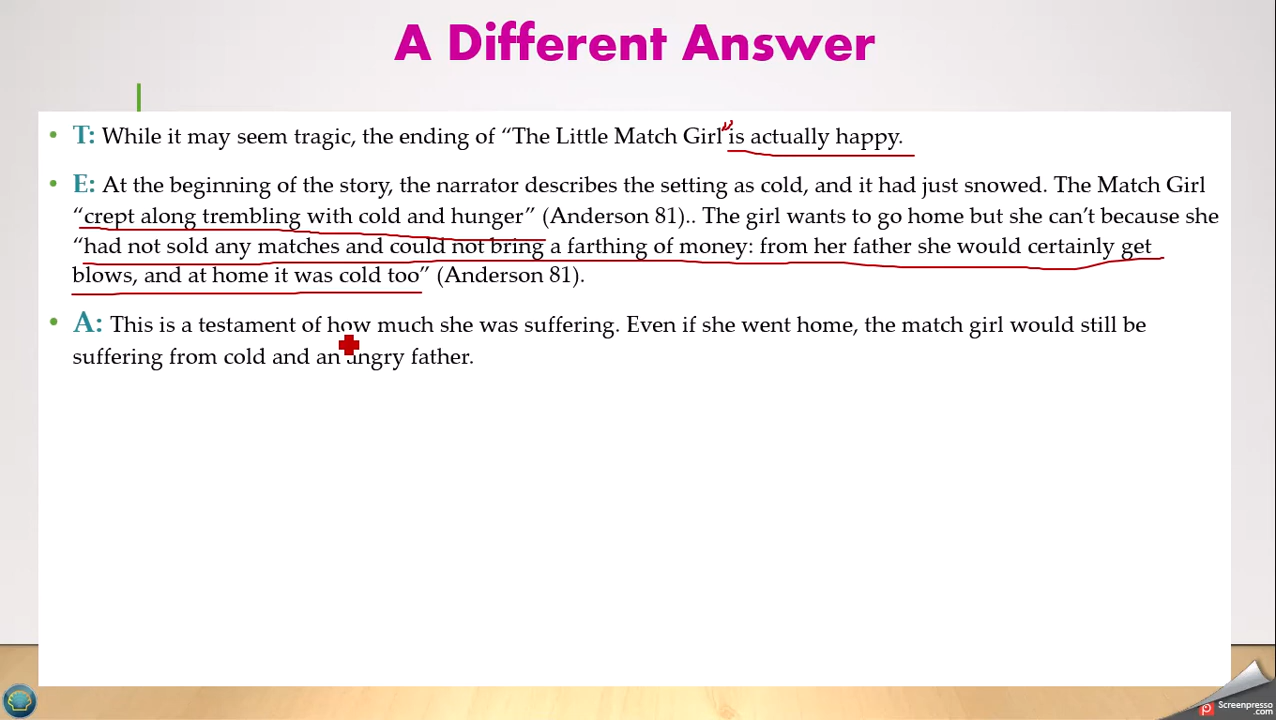 A Different Answer
• T: While it may seem tragic, the ending of “The Little Match Girl” is actually happy.
• E: At the beginning of the story, the narrator describes the setting as cold, and it had just snowed. The Match Girl
“crept along trembling with cold and hunger” (Anderson 81).. The girl wants to go home but she can’t because she
“had not sold any matches and could not bring a farthing of money: from her father she would certainly get
blows, and at home it was cold too” (Anderson 81).
• A: This is a testament of how much she was suffering. Even if she went home, the match girl would still be
suffering from cold and an angry father.
Screenpresso
.com